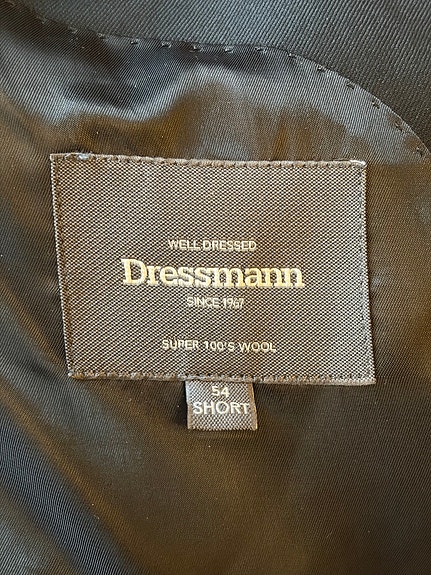 WELL DRESSED
Dressmann
SINCE 1967
SUPER 100'S WOOL
54
SHORT